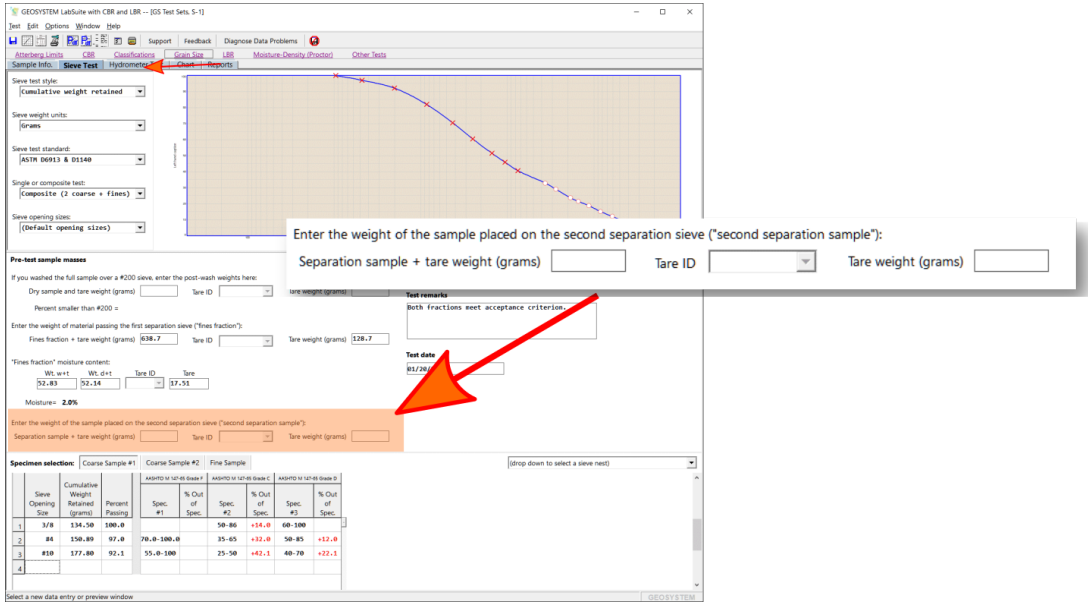 GEOSYSTEM LabSuite with CBR and LBR -- [GS Test Sets, S-1]
Test Edit Options Window Help
Support Feedback Diagnose Data Problems
Atterberg Limits CBR Classifications Grain Size LBR Moisture-Density (Proctor) Other Tests
Sample Info. Sieve Test Hydrometer Chart Reports
Sieve test style:
Cumulative weight retained
Sieve weight units:
Grams
Sieve test standard:
ASTM D6913 & D1140
Single or composite test:
Composite (2 coarse + fines)
Sieve opening sizes:
(Default opening sizes)
Enter the weight of the sample placed on the second separation sieve ("second separation sample"):
Separation sample + tare weight (grams) Tare ID Tare weight (grams)
Pre-test sample masses
If you washed the full sample over a #200 sieve, enter the post-wash weights here:
Dry sample and tare weight (grams) Tare ID Tare weight (grams)
Percent smaller than #200 =
Enter the weight of material passing the first separation sieve ("fines fraction"):
Fines fraction + tare weight (grams) 638.7 Tare ID Tare weight (grams) 128.7
"Fines fraction" moisture content:
Wt. w+t Wt. d+t Tare ID Tare
52.83 52.14 17.51
Moisture= 2.0%
Test remarks
Both fractions meet acceptance criterion.
Test date
01/20/
Enter the weight of the sample placed on the second separation sieve ("second separation sample"):
Separation sample + tare weight (grams) Tare ID Tare weight (grams)
Specimen selection: Coarse Sample #1 Coarse Sample #2 Fine Sample (drop down to select a sieve nest)
AASHTO M 147-65 Grade F AASHTO M 147-65 Grade C AASHTO M 147-65 Grade D
Sieve Opening Size Cumulative Weight Retained (grams) Percent Passing Spec. #1 % Out of Spec. Spec. #2 % Out of Spec. Spec. #3 % Out of Spec.
1 3/8 134.50 100.0 50-86 +14.0 60-100
2 #4 150.89 97.0 70.0-100.0 35-65 +32.0 50-85 +12.0
3 #10 177.80 92.1 55.0-100 25-50 +42.1 40-70 +22.1
4
Select a new data entry or preview window GEOSYSTEM